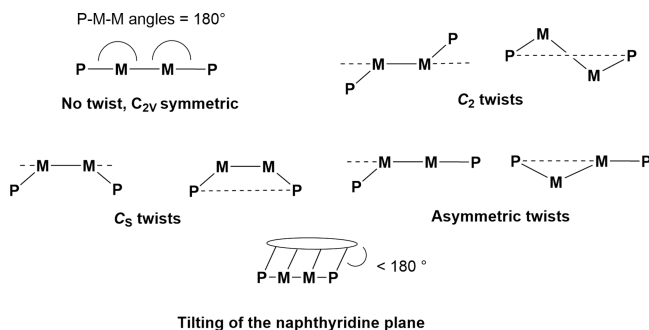 P-M-M angles = 180°
P M M P
No twist, C2V symmetric
P M M P
P M M P
C2 twists
P M M P
P M M P
CS twists
P M M P
P M M P
Asymmetric twists
P M M P
< 180 °
Tilting of the naphthyridine plane